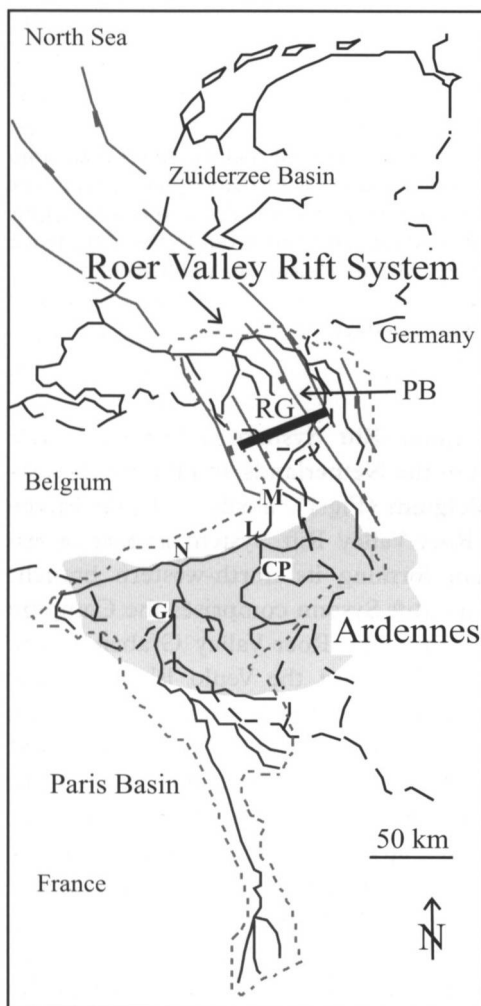 North Sea
Zuiderzee Basin
Roer Valley Rift System
Germany
PB
RG
Belgium
M
L
N
CP
G
Ardennes
Paris Basin
50 km
France
N